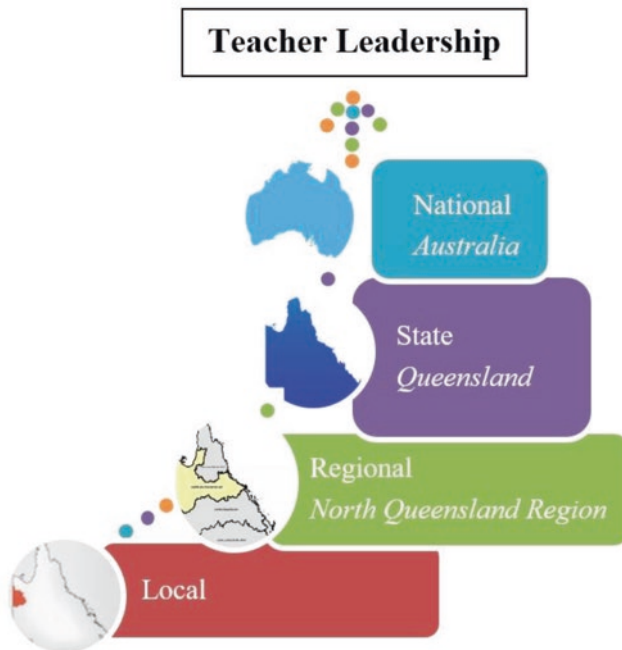 Teacher Leadership
National
Australia
State
Queensland
Regional
North Queensland Region
Local